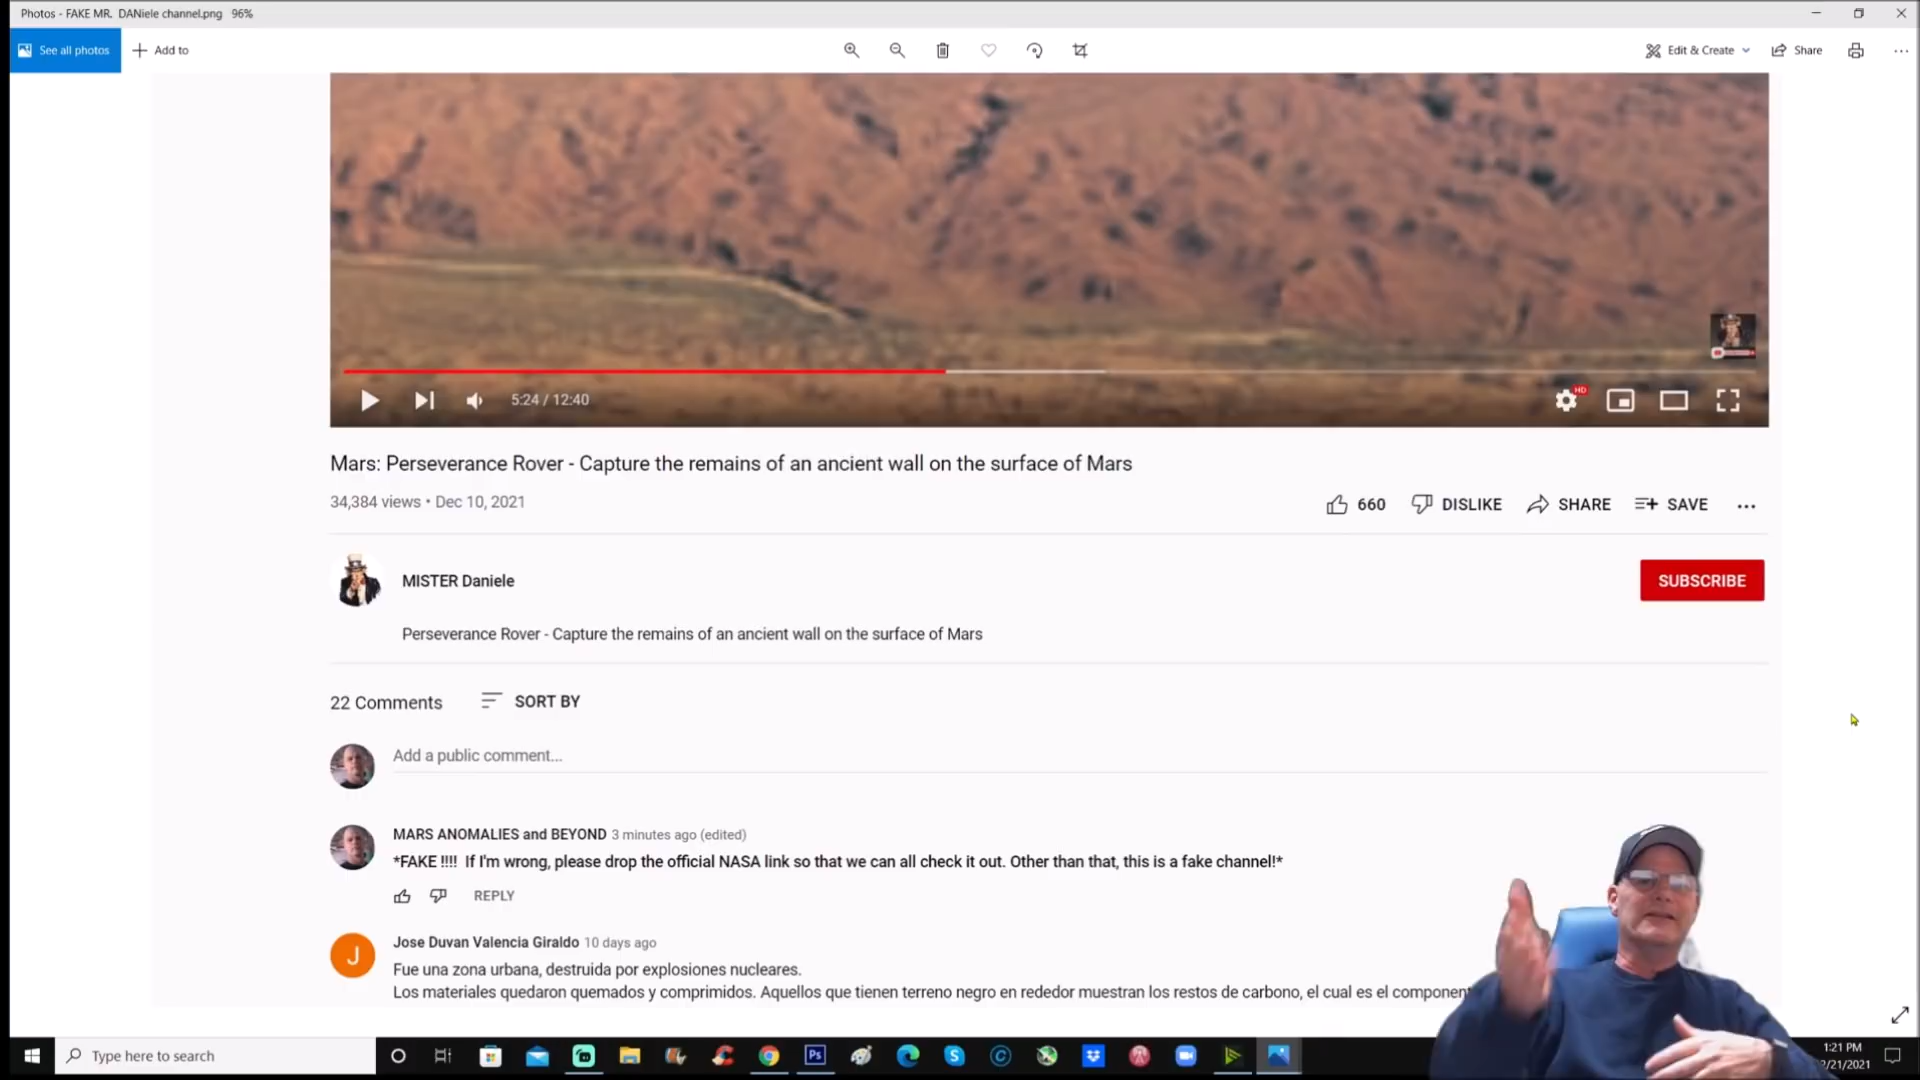 Photos - FAKE MR. DANiele channel.png 96%
See all photos
Add to
Edit & Create
Share
HD
5:24 / 12:40
Mars: Perseverance Rover - Capture the remains of an ancient wall on the surface of Mars
34,384 views • Dec 10, 2021
660
DISLIKE
SHARE
SAVE
MISTER Daniele
SUBSCRIBE
Perseverance Rover - Capture the remains of an ancient wall on the surface of Mars
22 Comments
SORT BY
Add a public comment...
MARS ANOMALIES and BEYOND 3 minutes ago (edited)
*FAKE !!!! If I'm wrong, please drop the official NASA link so that we can all check it out. Other than that, this is a fake channel!*
REPLY
J
Jose Duvan Valencia Giraldo 10 days ago
Fue una zona urbana, destruida por explosiones nucleares.
Los materiales quedaron quemados y comprimidos. Aquellos que tienen terreno negro en rededor muestran los restos de carbono, el cual es el component
Type here to search
Ps
1:21 PM
2/21/2021